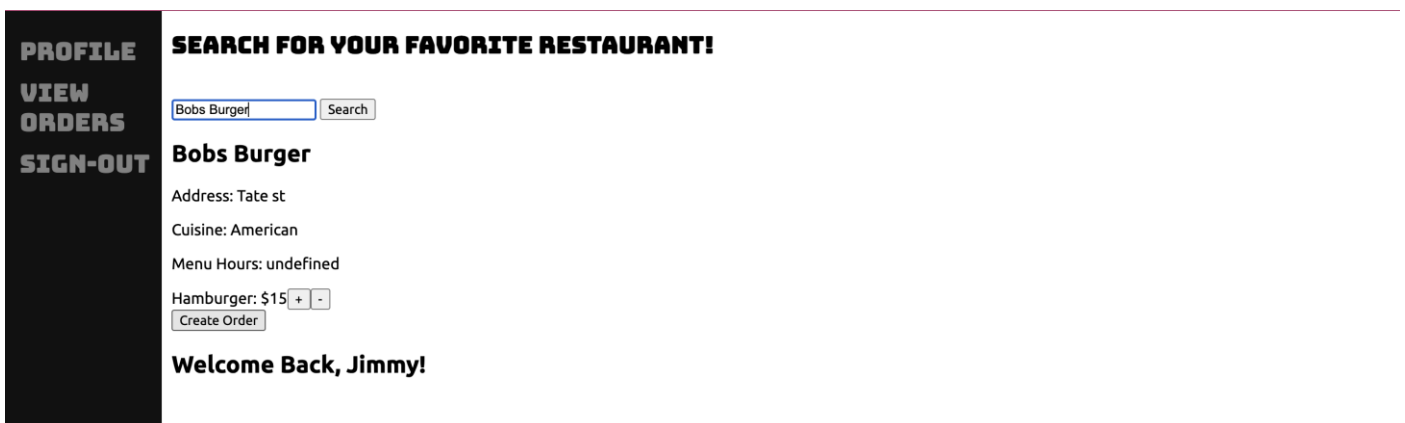 PROFILE
VIEW
ORDERS
SIGN-OUT
SEARCH FOR YOUR FAVORITE RESTAURANT!
Bobs Burger Search
Bobs Burger
Address: Tate st
Cuisine: American
Menu Hours: undefined
Hamburger: $15 + -
Create Order
Welcome Back, Jimmy!